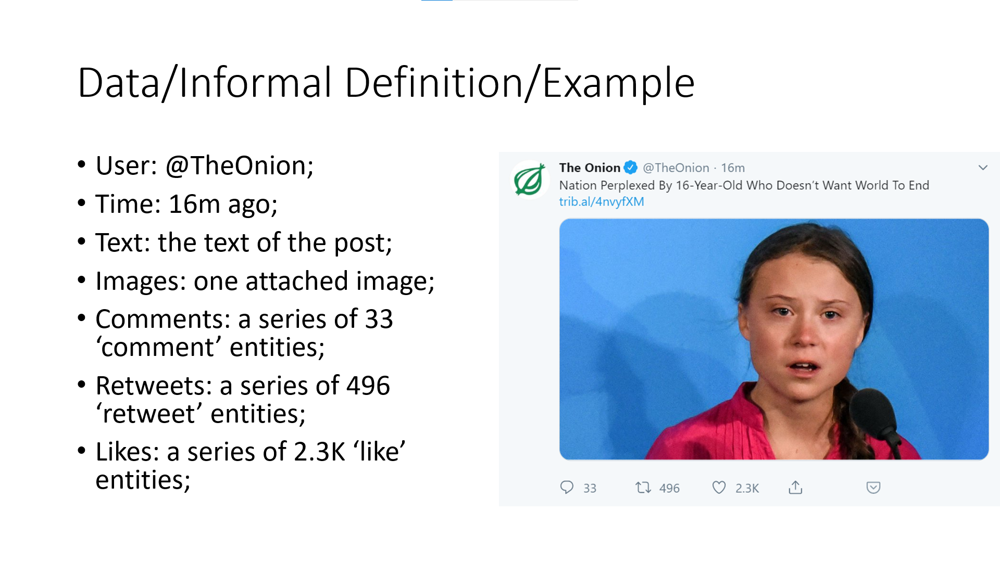 Data/Informal Definition/Example
• User: @TheOnion;
• Time: 16m ago;
• Text: the text of the post;
• Images: one attached image;
• Comments: a series of 33
‘comment’ entities;
• Retweets: a series of 496
‘retweet’ entities;
• Likes: a series of 2.3K ‘like’
entities;
The Onion @TheOnion · 16m
Nation Perplexed By 16-Year-Old Who Doesn’t Want World To End
trib.al/4nvyfXM
33 496 2.3K